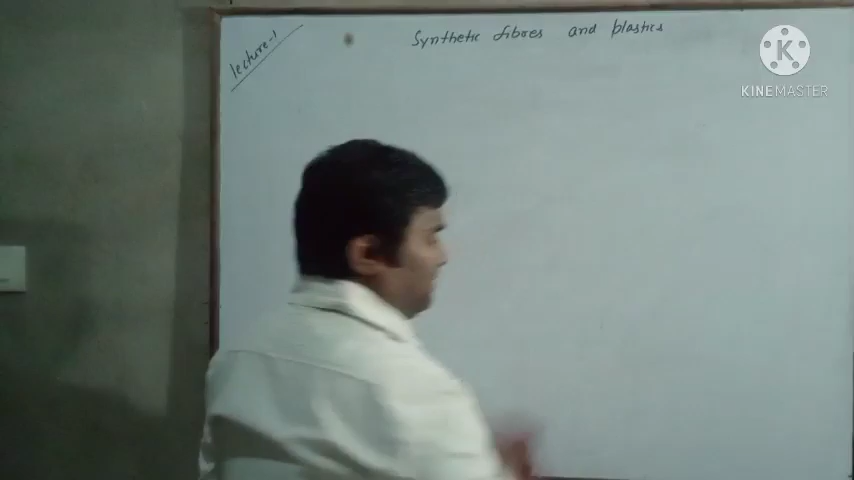 lecture-1
Synthetic fibres and plastics
K
KINEMASTER